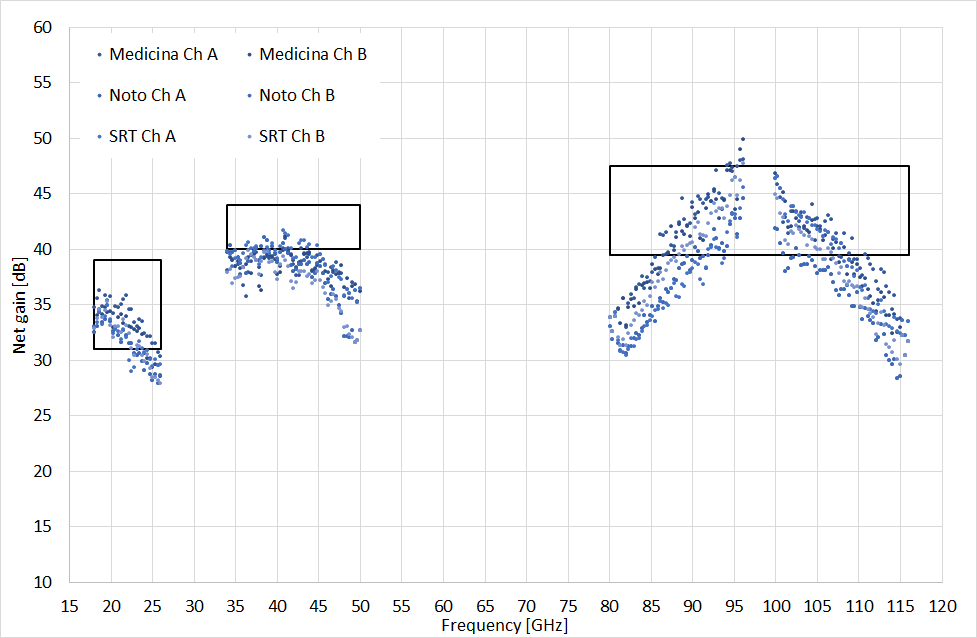 60
55
50
45
40
35
30
25
20
15
10
Net gain [dB]
Medicina Ch A Medicina Ch B
Noto Ch A Noto Ch B
SRT Ch A SRT Ch B
15 20 25 30 35 40 45 50 55 60 65 70 75 80 85 90 95 100 105 110 115 120
Frequency [GHz]